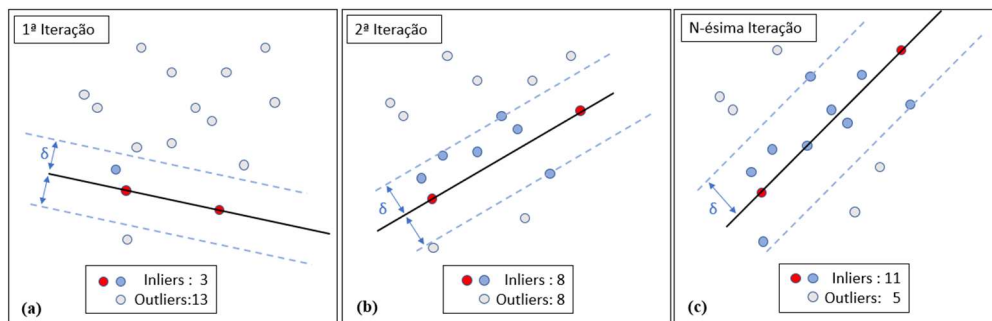 1ª Iteração
δ
Inliers : 3
Outliers:13
(a)
2ª Iteração
δ
Inliers : 8
Outliers: 8
(b)
N-ésima Iteração
δ
Inliers : 11
Outliers: 5
(c)